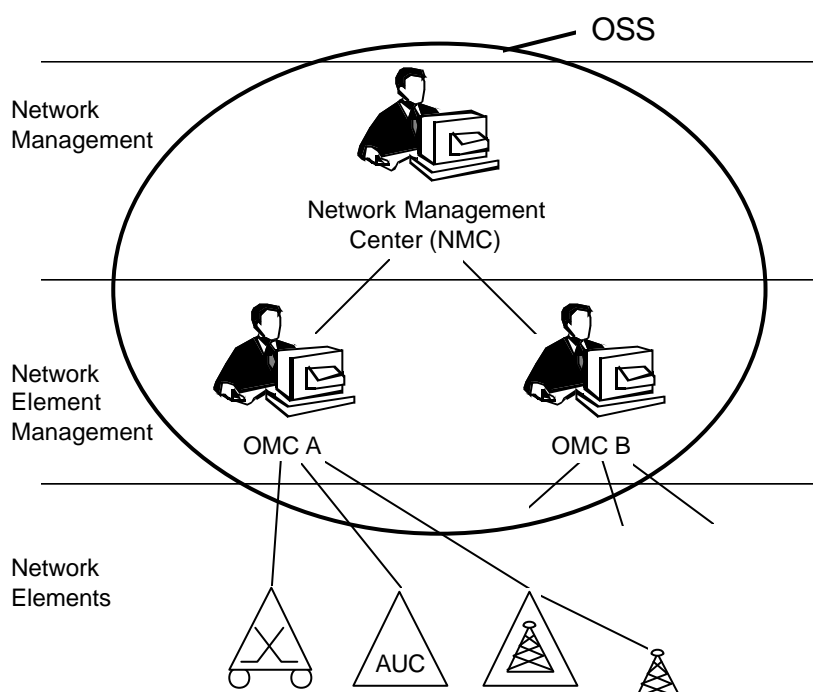 OSS
Network
Management
Network Management
Center (NMC)
Network
Element
Management
OMC A
OMC B
Network
Elements
AUC